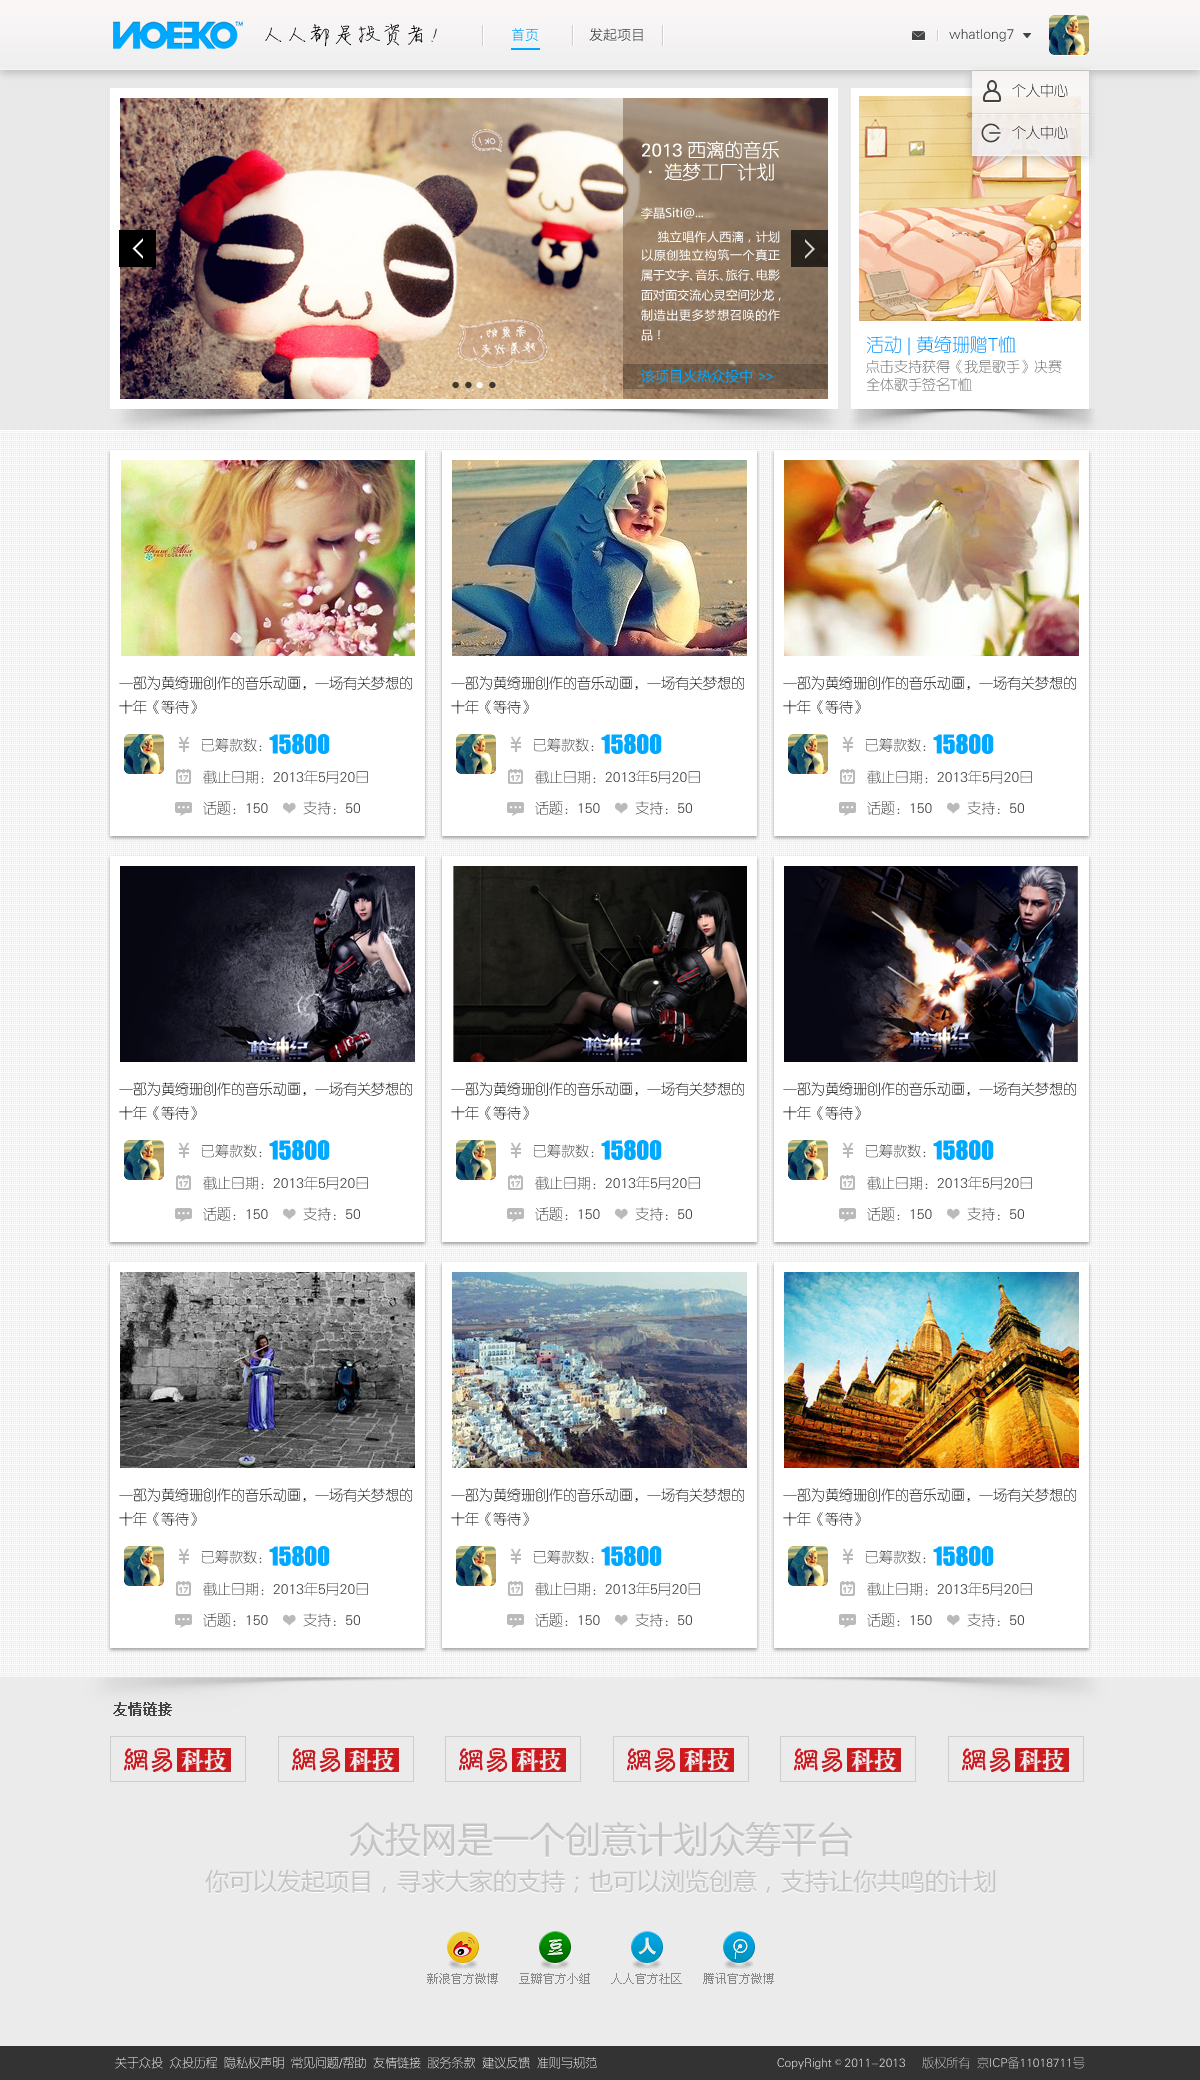 NOEKO™
人人都是投资者!
首页
发起项目
whatlong7
个人中心
个人中心
OK!
2013 西漓的音乐
· 造梦工厂计划
李晶Siti@...
独立唱作人西漓，计划
以原创独立构筑一个真正
属于文字、音乐、旅行、电影
面对面交流心灵空间沙龙，
制造出更多梦想召唤的作
品！
该项目火热众投中 >>
活动 | 黄绮珊赠T恤
点击支持获得《我是歌手》决赛
全体歌手签名T恤
一部为黄绮珊创作的音乐动画，一场有关梦想的
十年《等待》
¥ 已筹款数：15800
17 截止日期：2013年5月20日
话题：150 支持：50
一部为黄绮珊创作的音乐动画，一场有关梦想的
十年《等待》
¥ 已筹款数：15800
17 截止日期：2013年5月20日
话题：150 支持：50
一部为黄绮珊创作的音乐动画，一场有关梦想的
十年《等待》
¥ 已筹款数：15800
17 截止日期：2013年5月20日
话题：150 支持：50
枪神纪
枪神纪
枪神纪
一部为黄绮珊创作的音乐动画，一场有关梦想的
十年《等待》
¥ 已筹款数：15800
17 截止日期：2013年5月20日
话题：150 支持：50
一部为黄绮珊创作的音乐动画，一场有关梦想的
十年《等待》
¥ 已筹款数：15800
17 截止日期：2013年5月20日
话题：150 支持：50
一部为黄绮珊创作的音乐动画，一场有关梦想的
十年《等待》
¥ 已筹款数：15800
17 截止日期：2013年5月20日
话题：150 支持：50
一部为黄绮珊创作的音乐动画，一场有关梦想的
十年《等待》
¥ 已筹款数：15800
17 截止日期：2013年5月20日
话题：150 支持：50
一部为黄绮珊创作的音乐动画，一场有关梦想的
十年《等待》
¥ 已筹款数：15800
17 截止日期：2013年5月20日
话题：150 支持：50
一部为黄绮珊创作的音乐动画，一场有关梦想的
十年《等待》
¥ 已筹款数：15800
17 截止日期：2013年5月20日
话题：150 支持：50
友情链接
網易科技 網易科技 網易科技 網易科技 網易科技 網易科技
众投网是一个创意计划众筹平台
你可以发起项目，寻求大家的支持；也可以浏览创意，支持让你共鸣的计划
豆 人
新浪官方微博 豆瓣官方小组 人人官方社区 腾讯官方微博
关于众投 众投历程 隐私权声明 常见问题/帮助 友情链接 服务条款 建议反馈 准则与规范
CopyRight © 2011-2013 版权所有 京ICP备11018711号